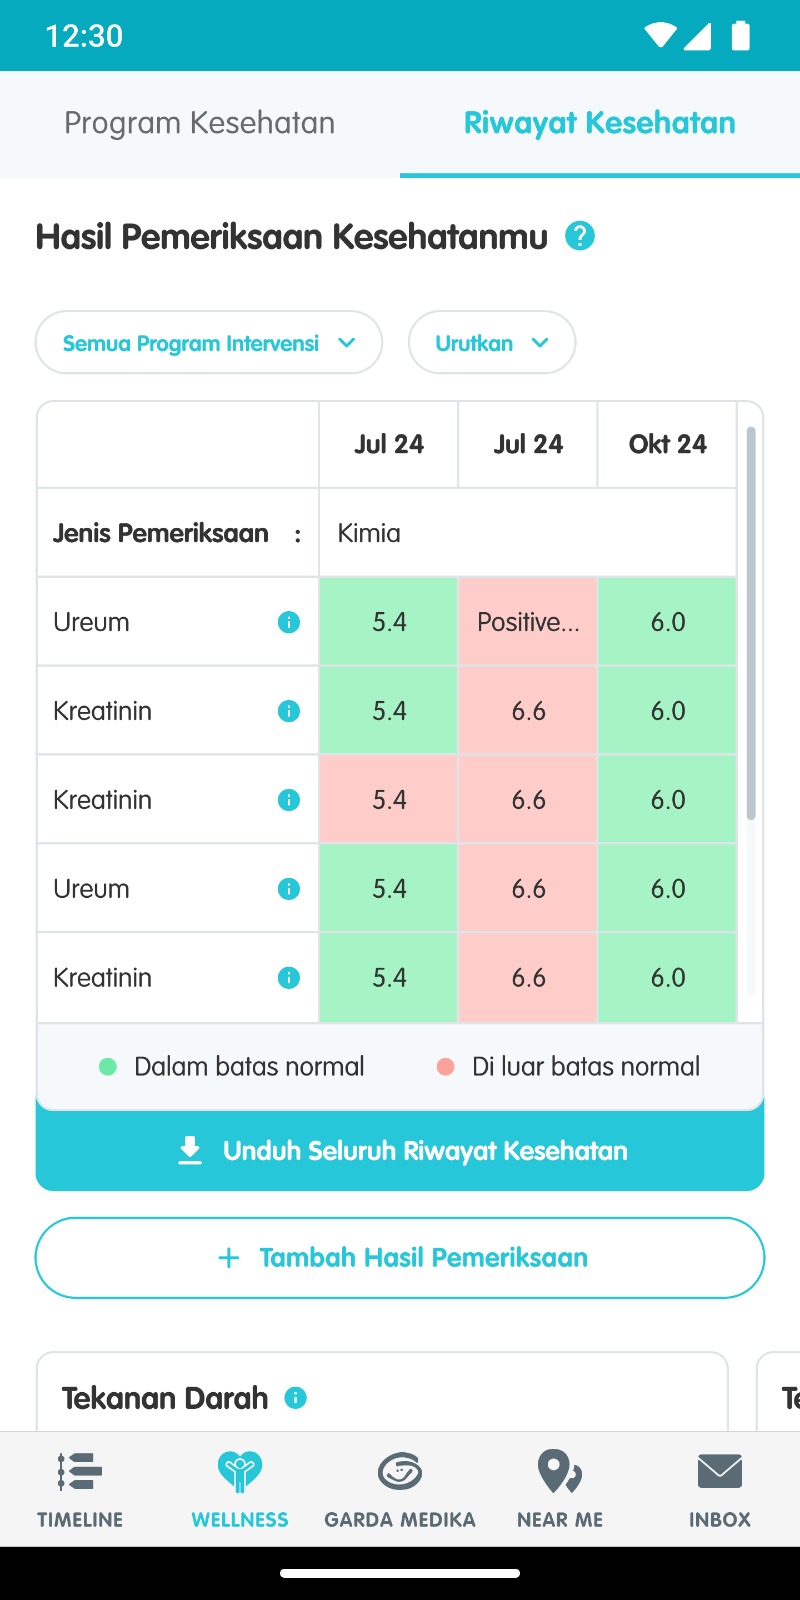 12:30
Program Kesehatan Riwayat Kesehatan
Hasil Pemeriksaan Kesehatanmu ?
Semua Program Intervensi Urutkan
Jul 24 Jul 24 Okt 24
Jenis Pemeriksaan : Kimia
Ureum 5.4 Positive... 6.0
Kreatinin 5.4 6.6 6.0
Kreatinin 5.4 6.6 6.0
Ureum 5.4 6.6 6.0
Kreatinin 5.4 6.6 6.0
Dalam batas normal Di luar batas normal
Unduh Seluruh Riwayat Kesehatan
+ Tambah Hasil Pemeriksaan
Tekanan Darah Te
TIMELINE WELLNESS GARDA MEDIKA NEAR ME INBOX